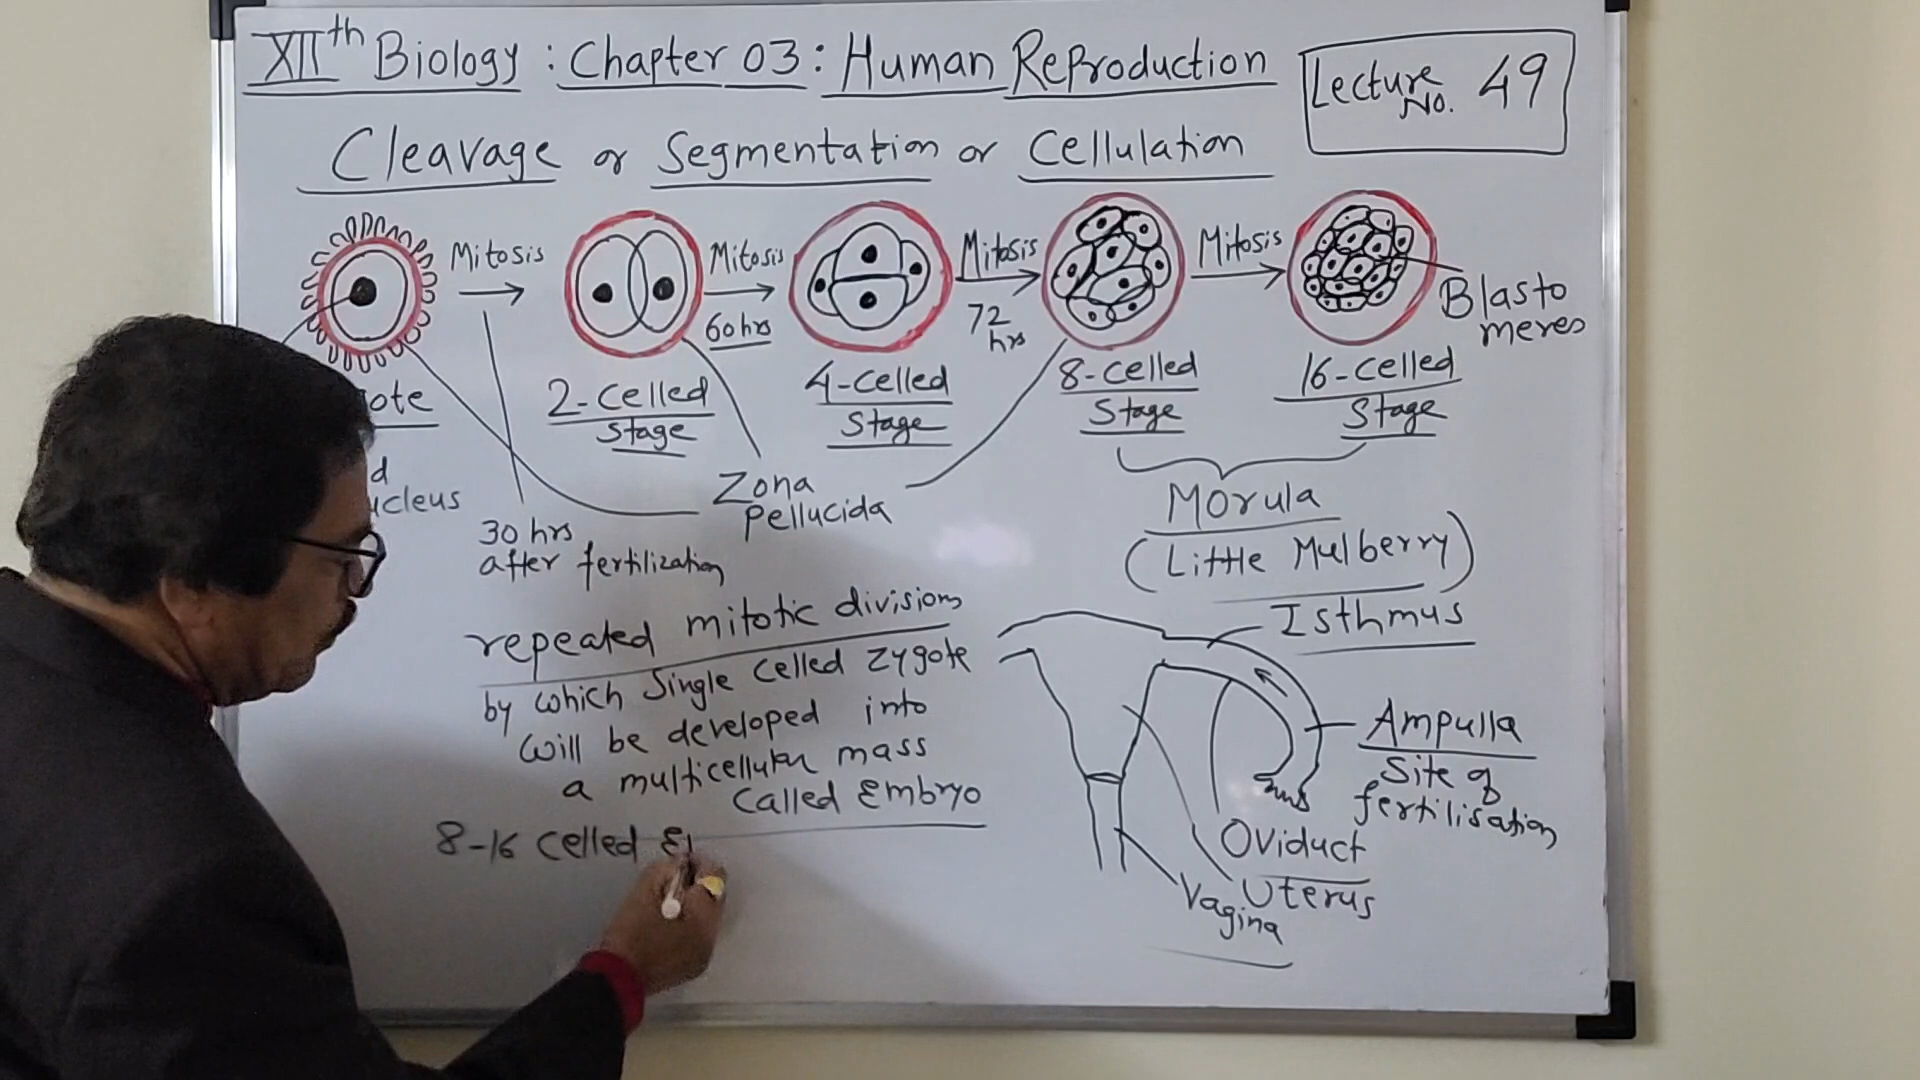 XIIth Biology : Chapter 03 : Human Reproduction
Lecture No. 49
Cleavage or Segmentation or Cellulation
Mitosis
Mitosis
60 hrs
Mitosis
72 hrs
Mitosis
Blasto
meres
2-Celled
Stage
4-Celled
Stage
8-Celled
Stage
16-Celled
Stage
Zona
Pellucida
30 hrs
after fertilization
Morula
(Little Mulberry)
repeated mitotic divisions
by which Single Celled Zygote
will be developed into
a multicellular mass
Called Embryo
8-16 Celled
Isthmus
Ampulla
Site of
fertilisation
Oviduct
Uterus
Vagina